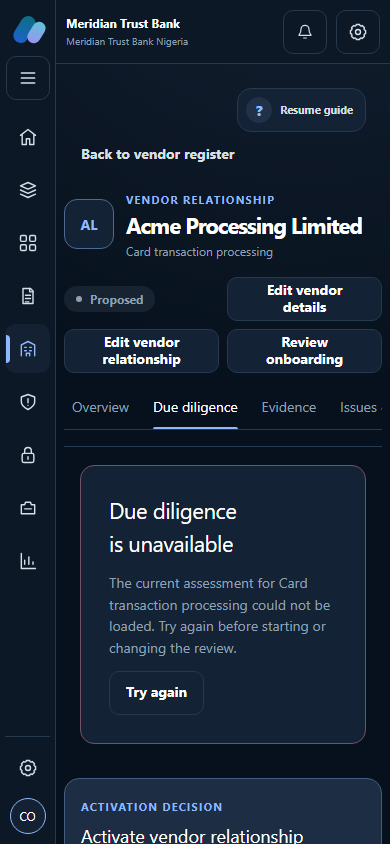 Meridian Trust Bank
Meridian Trust Bank Nigeria
? Resume guide
Back to vendor register
AL
VENDOR RELATIONSHIP
Acme Processing Limited
Card transaction processing
Proposed
Edit vendor
details
Edit vendor
relationship
Review
onboarding
Overview Due diligence Evidence Issues
Due diligence
is unavailable
The current assessment for Card
transaction processing could not be
loaded. Try again before starting or
changing the review.
Try again
CO
ACTIVATION DECISION
Activate vendor relationship